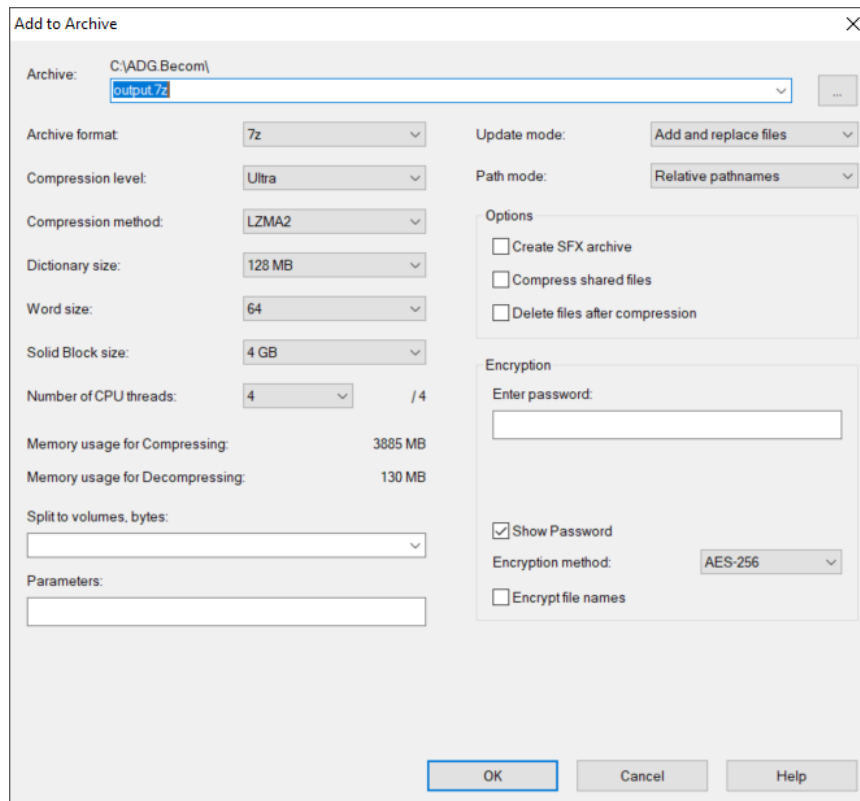 Add to Archive
Archive:
C:\ADG.Becom\
output.7z
...
Archive format:
7z
Compression level:
Ultra
Compression method:
LZMA2
Dictionary size:
128 MB
Word size:
64
Solid Block size:
4 GB
Number of CPU threads:
4
/ 4
Memory usage for Compressing:
3885 MB
Memory usage for Decompressing:
130 MB
Split to volumes, bytes:
Parameters:
Update mode:
Add and replace files
Path mode:
Relative pathnames
Options
Create SFX archive
Compress shared files
Delete files after compression
Encryption
Enter password:
Show Password
Encryption method:
AES-256
Encrypt file names
OK
Cancel
Help